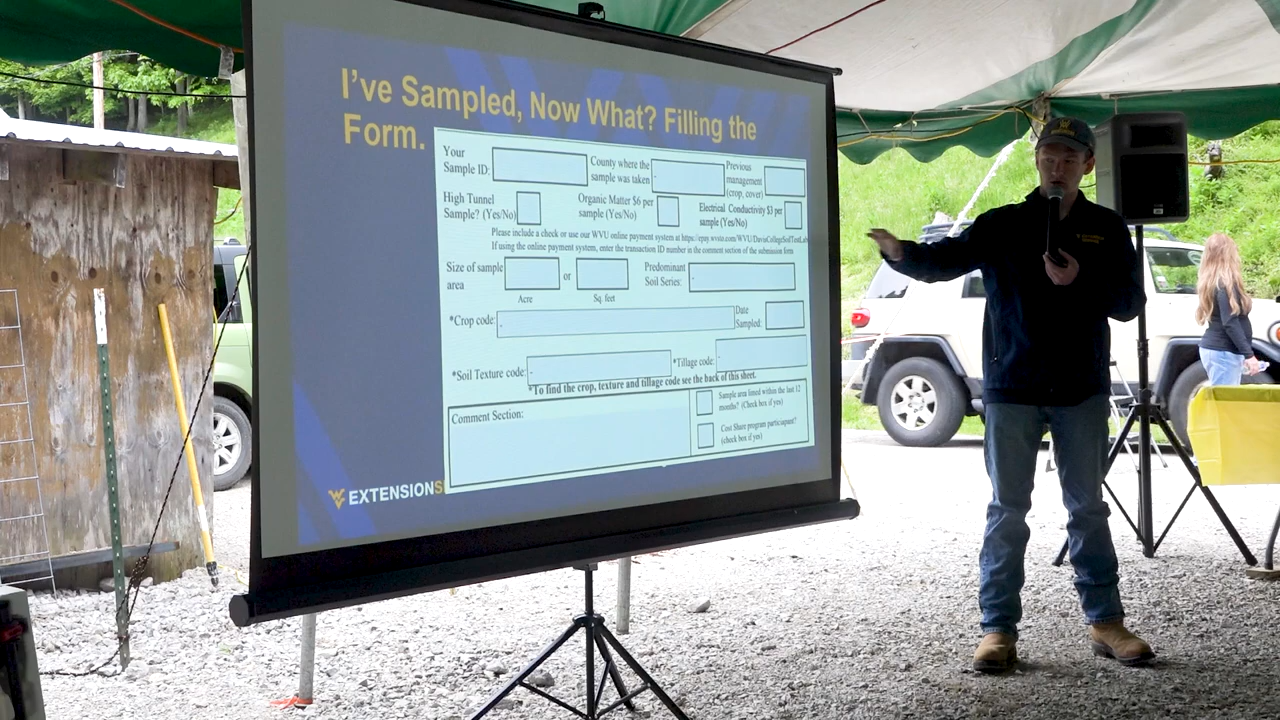 I've Sampled, Now What? Filling the
Form.
Your
Sample ID:
County where the
sample was taken
Previous
management
(crop, cover)
High Tunnel
Sample? (Yes/No)
Organic Matter $6 per
sample (Yes/No)
Electrical Conductivity $3 per
sample (Yes/No)
Please include a check or use our WVU online payment system at https://epay.wvsto.com/WVU/DavisCollegeSoilTestLab
If using the online payment system, enter the transaction ID number in the comment section of the submission form
Size of sample
area
Acre
or
Sq. feet
Predominant
Soil Series:
*Crop code:
Date
Sampled:
*Soil Texture code:
*Tillage code:
*To find the crop, texture and tillage code see the back of this sheet.
Comment Section:
Sample area limed within the last 12
months? (Check box if yes)
Cost Share program participant?
(check box if yes)
EXTENSION